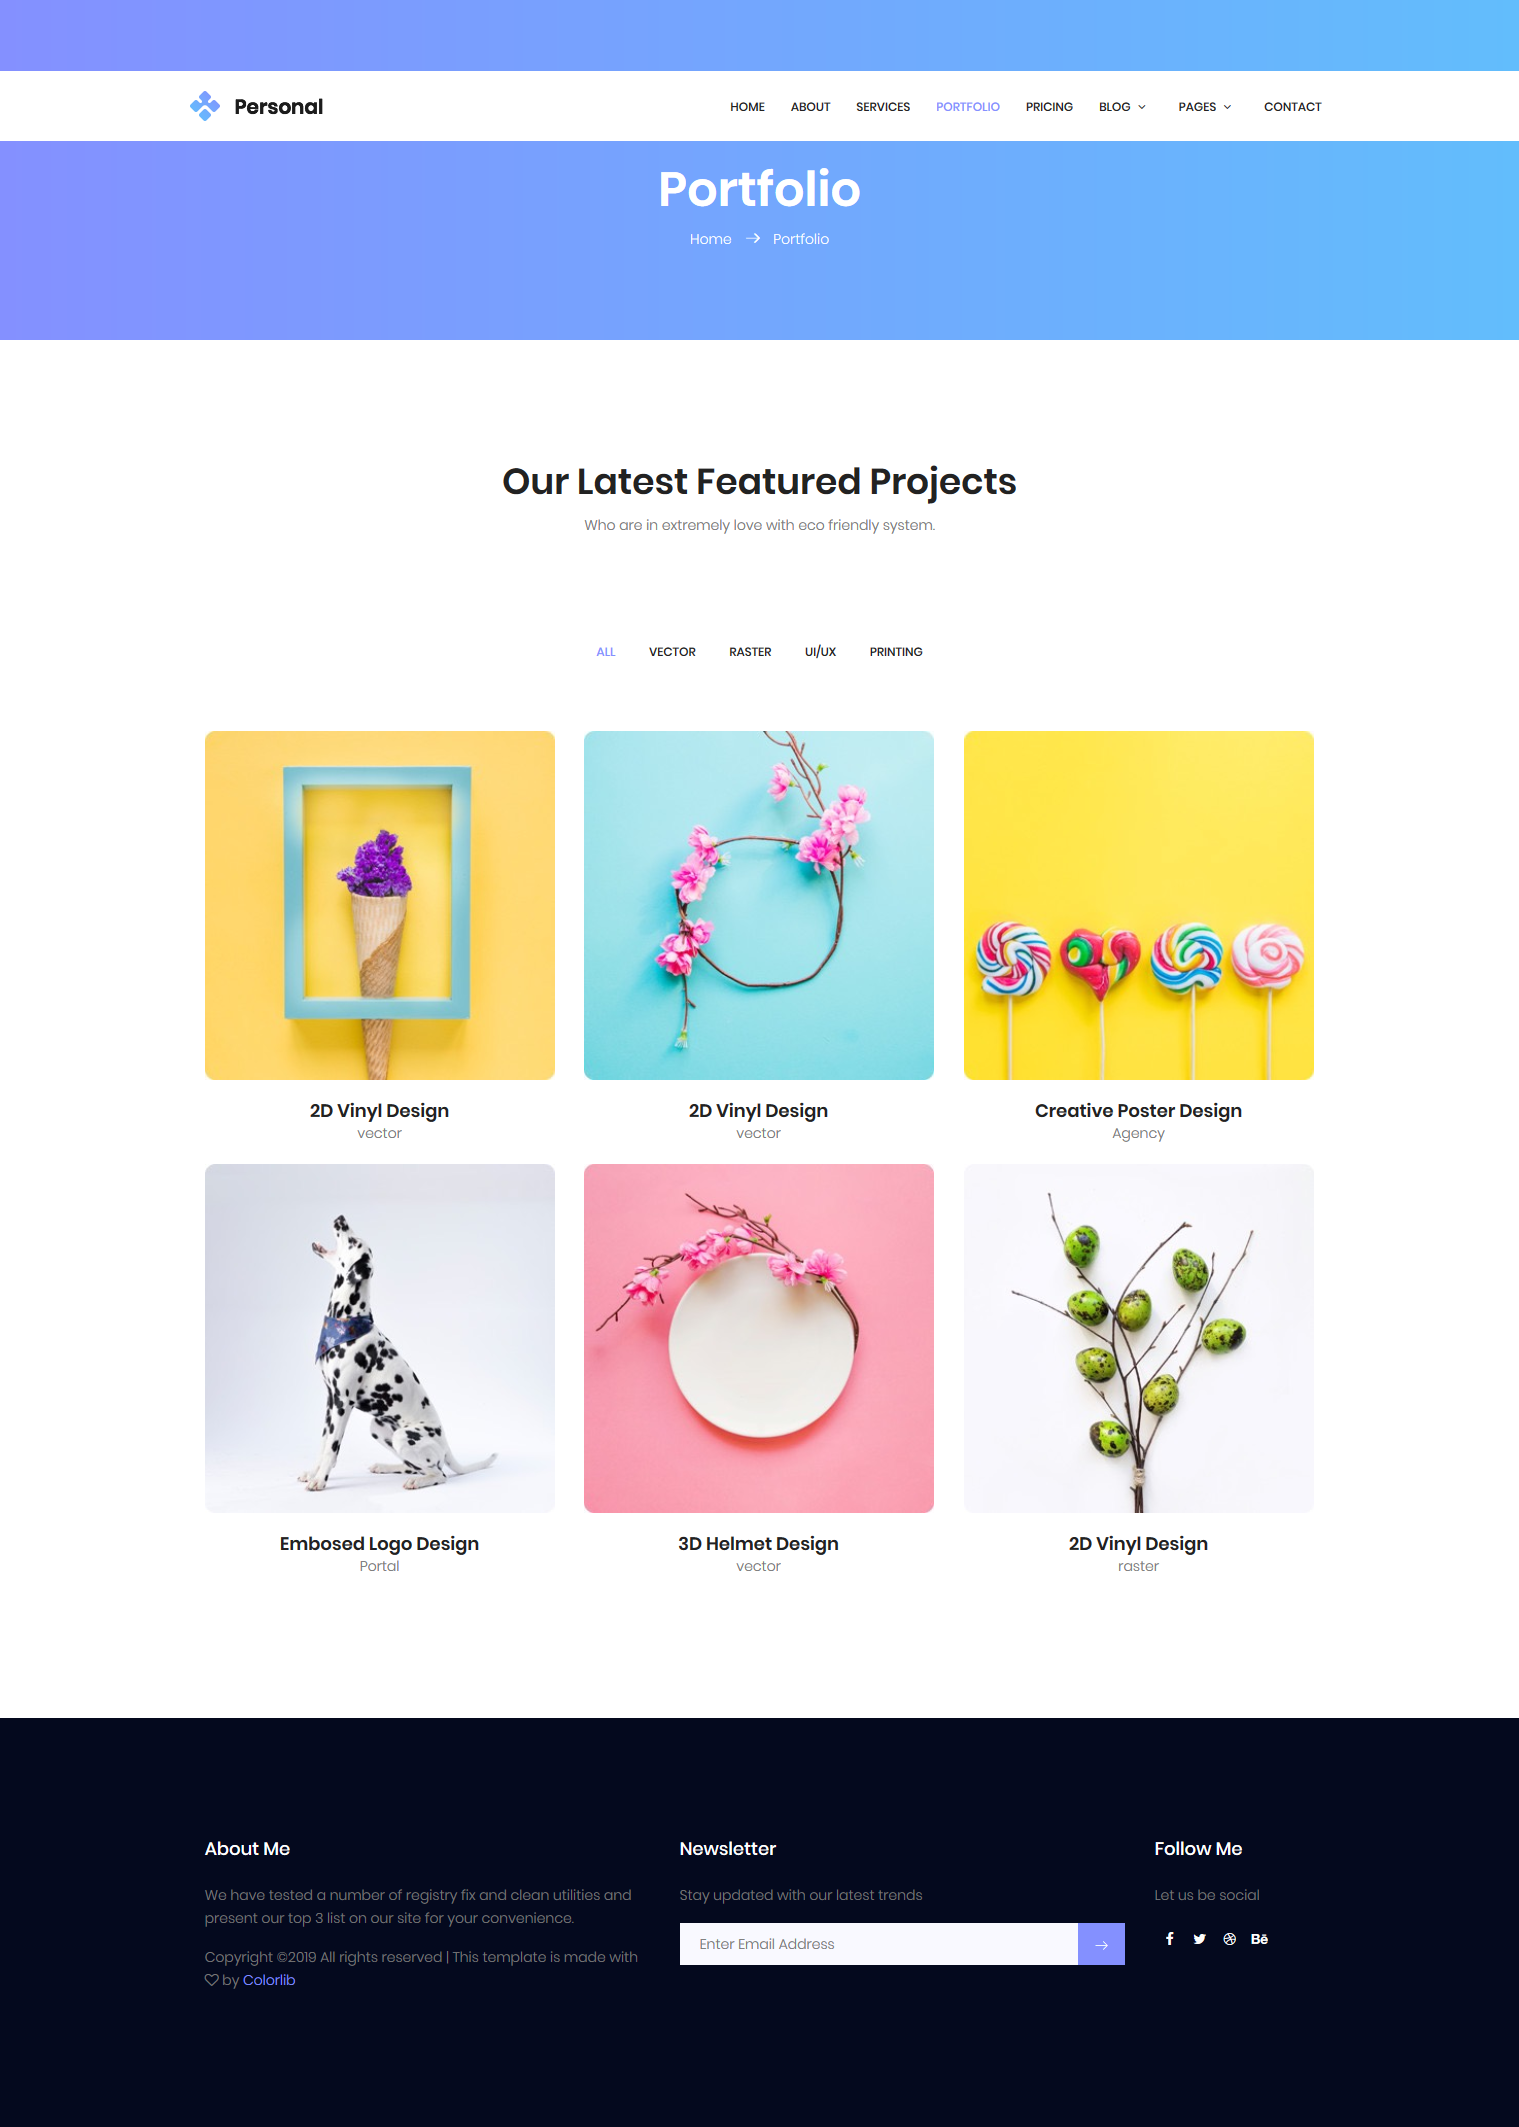 Personal
HOME ABOUT SERVICES PORTFOLIO PRICING BLOG PAGES CONTACT
Portfolio
Home Portfolio
Our Latest Featured Projects
Who are in extremely love with eco friendly system.
ALL VECTOR RASTER UI/UX PRINTING
2D Vinyl Design
vector
2D Vinyl Design
vector
Creative Poster Design
Agency
Embosed Logo Design
Portal
3D Helmet Design
vector
2D Vinyl Design
raster
About Me
We have tested a number of registry fix and clean utilities and
present our top 3 list on our site for your convenience.
Copyright ©2019 All rights reserved | This template is made with
by Colorlib
Newsletter
Stay updated with our latest trends
Enter Email Address
Follow Me
Let us be social